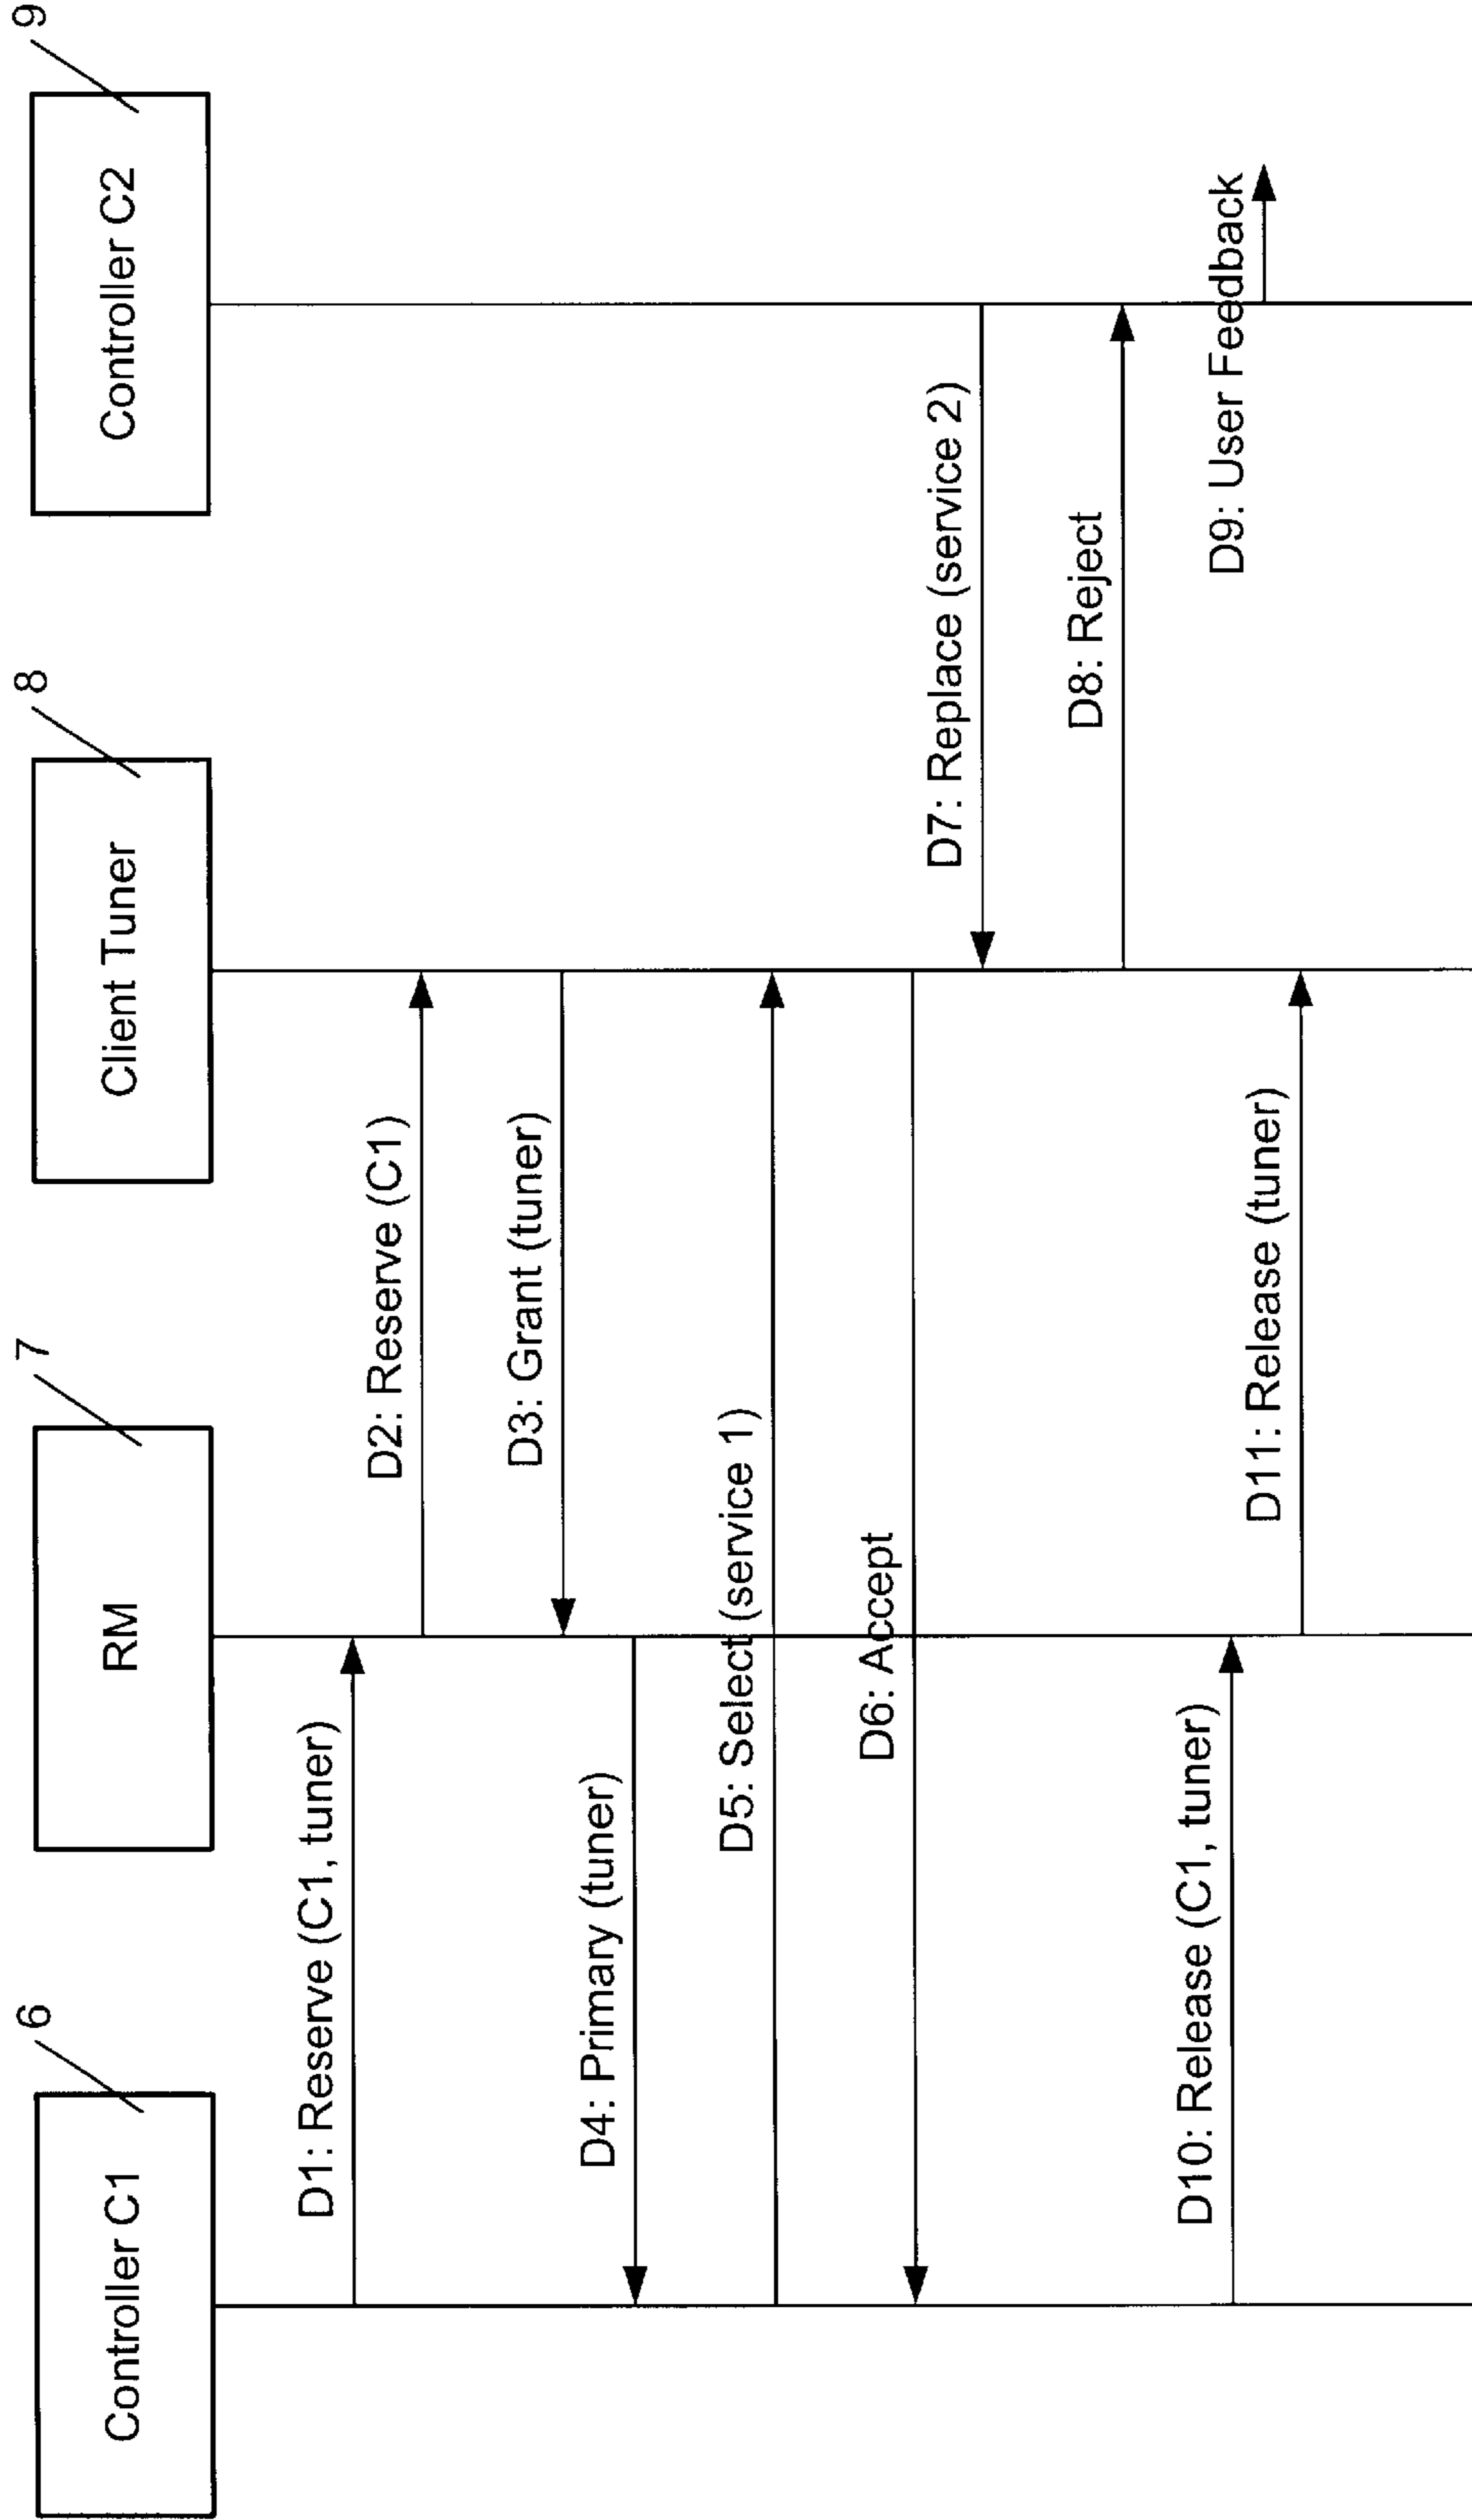 6
7
8
9
Controller C1
RM
Client Tuner
Controller C2
D1: Reserve (C1, tuner)
D2: Reserve (C1)
D3: Grant (tuner)
D4: Primary (tuner)
D5: Select (service 1)
D6: Accept
D7: Replace (service 2)
D8: Reject
D9: User Feedback
D10: Release (C1, tuner)
D11: Release (tuner)